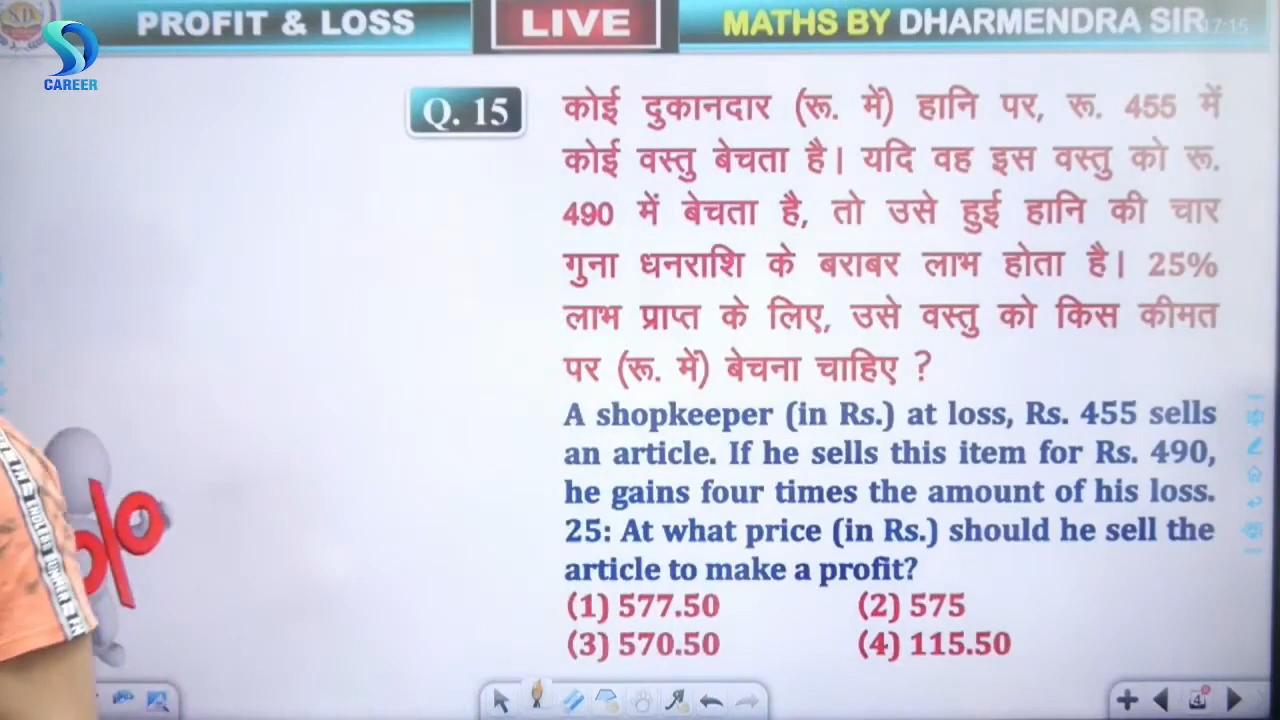 PROFIT & LOSS
LIVE
MATHS BY DHARMENDRA SIR
17:15
CAREER
Q. 15
कोई दुकानदार (रू. में) हानि पर, रू. 455 में
कोई वस्तु बेचता है। यदि वह इस वस्तु को रू.
490 में बेचता है, तो उसे हुई हानि की चार
गुना धनराशि के बराबर लाभ होता है। 25%
लाभ प्राप्त के लिए, उसे वस्तु को किस कीमत
पर (रू. में) बेचना चाहिए ?
A shopkeeper (in Rs.) at loss, Rs. 455 sells
an article. If he sells this item for Rs. 490,
he gains four times the amount of his loss.
25: At what price (in Rs.) should he sell the
article to make a profit?
(1) 577.50 (2) 575
(3) 570.50 (4) 115.50
4